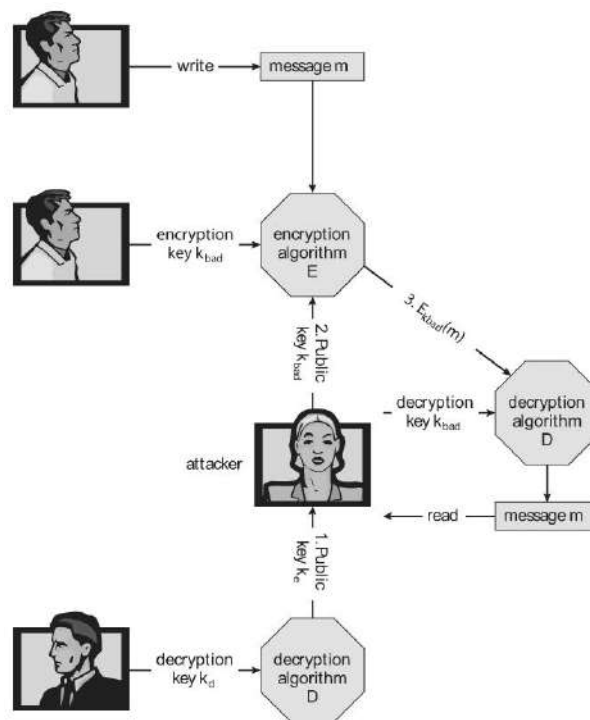 write
message m
encryption
key k_bad
encryption
algorithm
E
3. E_kbad(m)
2. Public
key k_bad
decryption
key k_bad
decryption
algorithm
D
attacker
read
message m
1. Public
key k_e
decryption
key k_d
decryption
algorithm
D